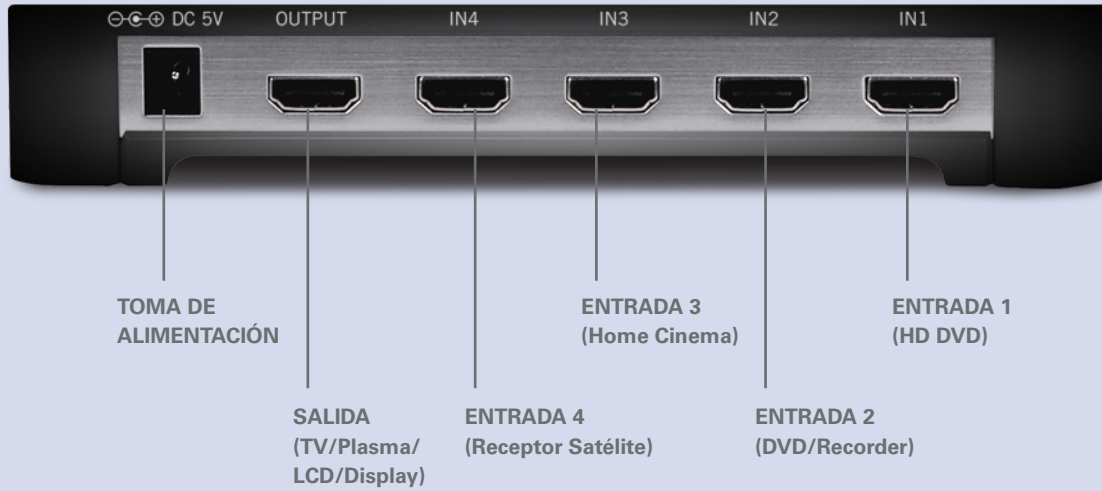 DC 5V OUTPUT IN4 IN3 IN2 IN1
TOMA DE
ALIMENTACIÓN
ENTRADA 3
(Home Cinema)
ENTRADA 1
(HD DVD)
SALIDA
(TV/Plasma/
LCD/Display)
ENTRADA 4
(Receptor Satélite)
ENTRADA 2
(DVD/Recorder)